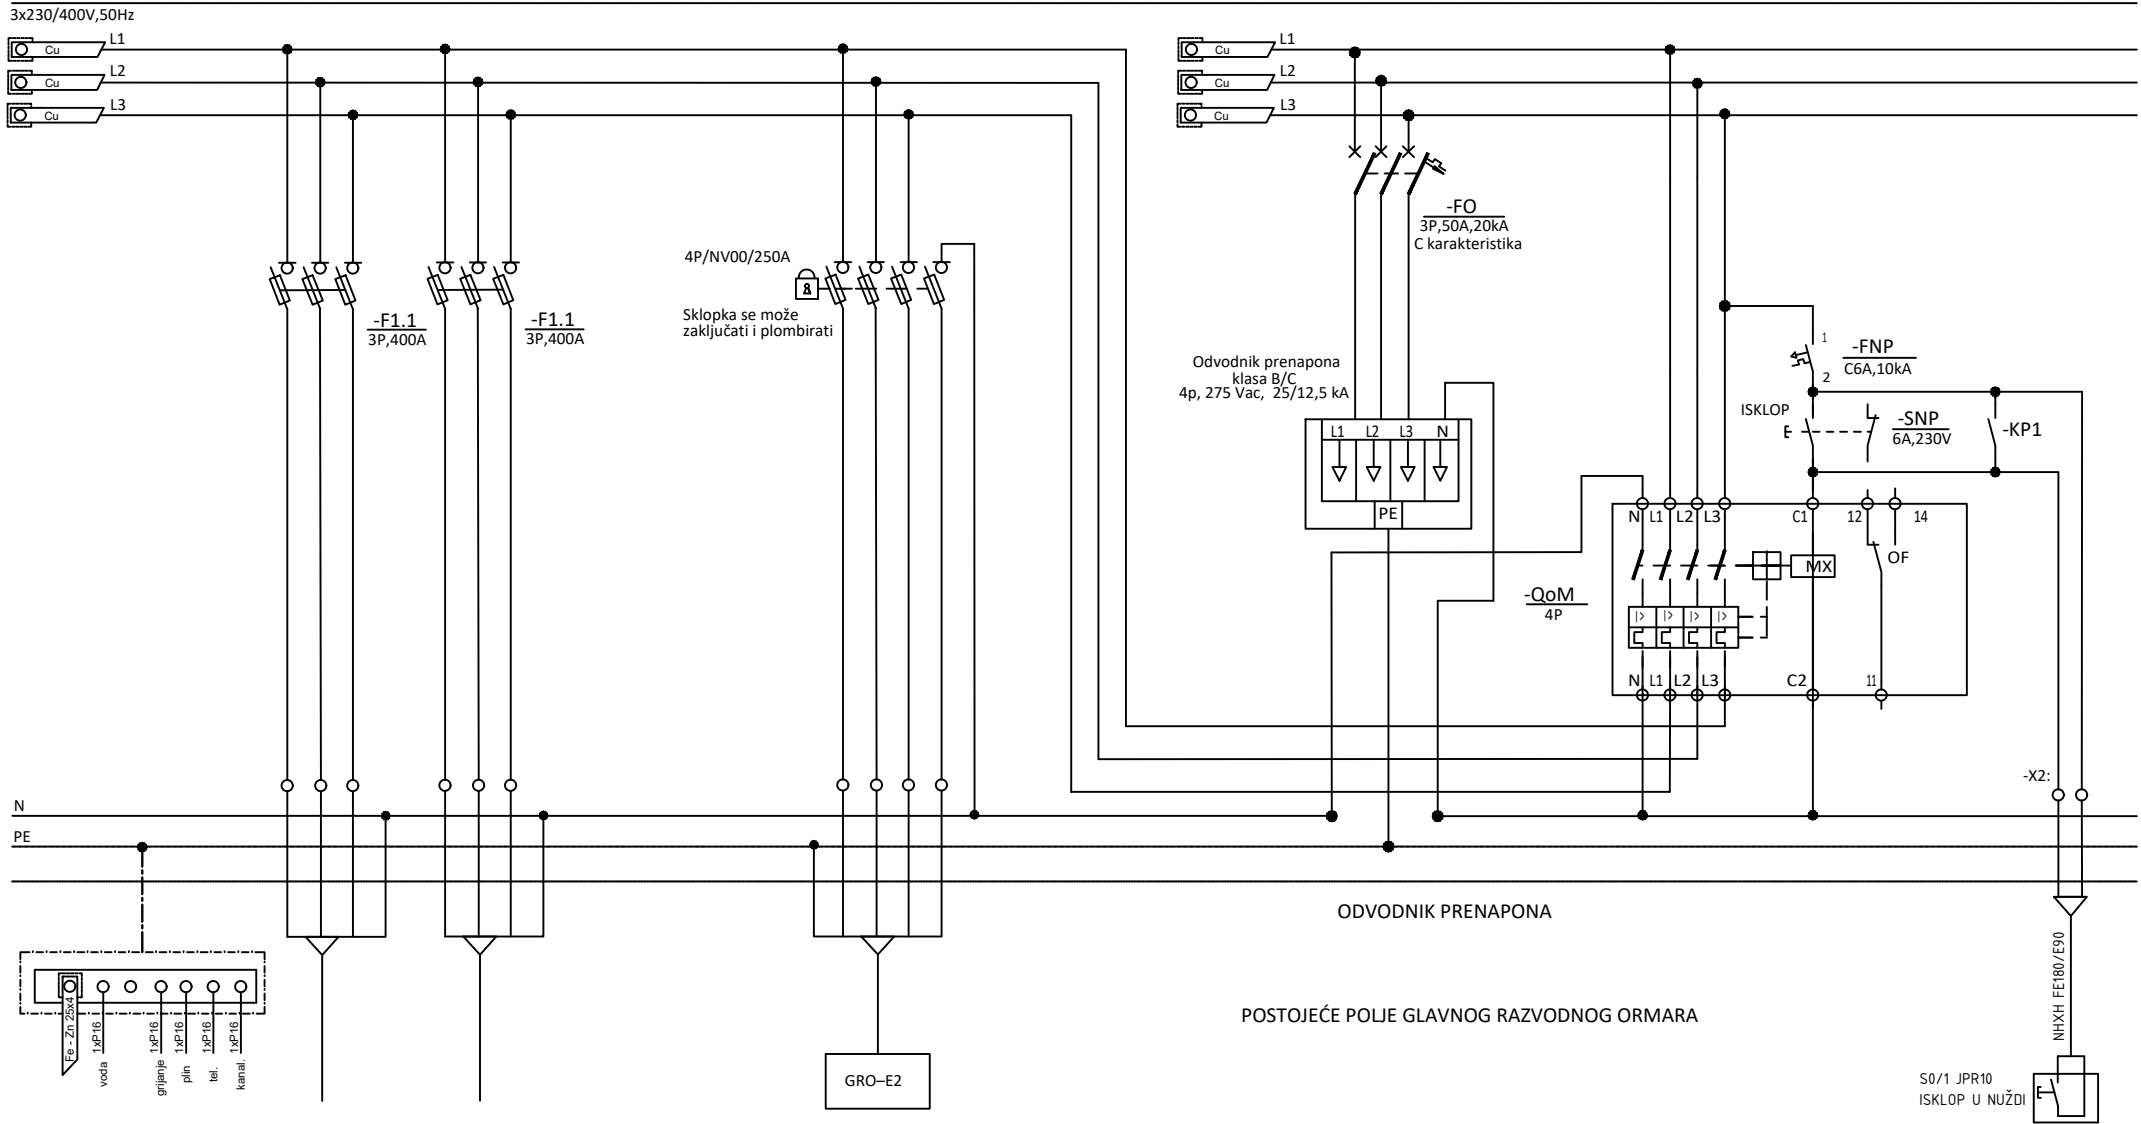 3x230/400V,50Hz
Cu L1
Cu L2
Cu L3
Cu L1
Cu L2
Cu L3
-FO
3P,50A,20kA
C karakteristika
4P/NV00/250A
Sklopka se može
zaključati i plombirati
-F1.1
3P,400A
-F1.1
3P,400A
Odvodnik prenapona
klasa B/C
4p, 275 Vac, 25/12,5 kA
L1 L2 L3 N
PE
1
-FNP
C6A,10kA
2
ISKLOP
-SNP
6A,230V
-KP1
N L1 L2 L3 C1 12 14
OF
MX
-QoM
4P
I> I> I> I>
N L1 L2 L3 C2 11
-X2:
N
PE
ODVODNIK PRENAPONA
POSTOJEĆE POLJE GLAVNOG RAZVODNOG ORMARA
Fe - Zn 25x4
1xP16 voda
1xP16 grijanje
1xP16 plin
1xP16 tel.
1xP16 kanal.
GRO–E2
NHXH FE180/E90
S0/1 JPR10
ISKLOP U NUŽDI